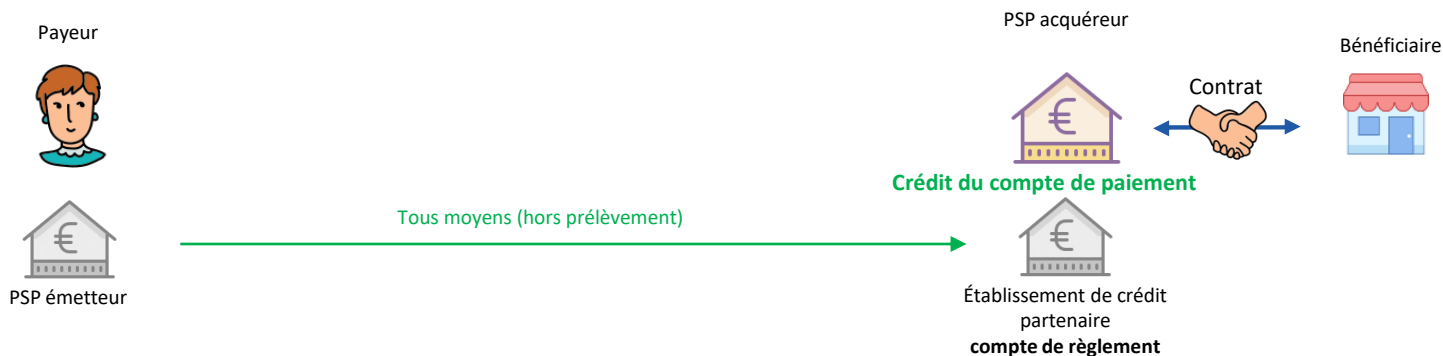 Payeur
PSP acquéreur
Bénéficiaire
Contrat
€
Crédit du compte de paiement
Tous moyens (hors prélèvement)
€
€
PSP émetteur
Établissement de crédit
partenaire
compte de règlement